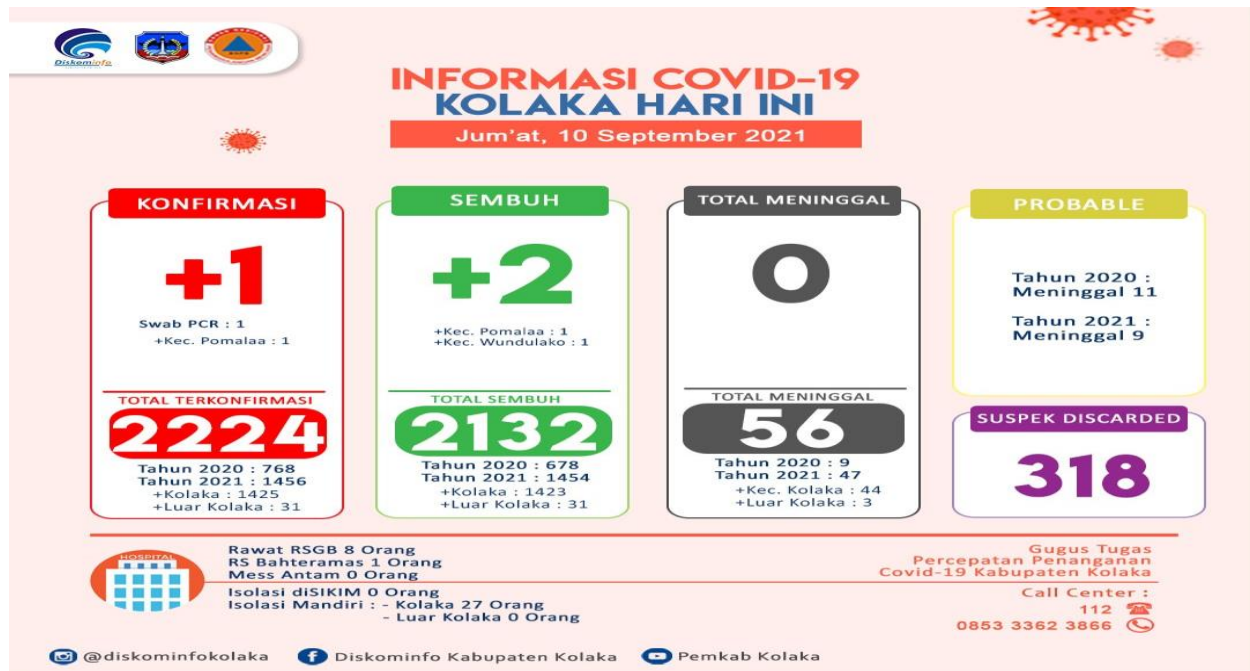 Diskominfo
INFORMASI COVID-19
KOLAKA HARI INI
Jum'at, 10 September 2021
KONFIRMASI
+1
Swab PCR : 1
+Kec. Pomalaa : 1
TOTAL TERKONFIRMASI
2224
Tahun 2020 : 768
Tahun 2021 : 1456
+Kolaka : 1425
+Luar Kolaka : 31
SEMBUH
+2
+Kec. Pomalaa : 1
+Kec. Wundulako : 1
TOTAL SEMBUH
2132
Tahun 2020 : 678
Tahun 2021 : 1454
+Kolaka : 1423
+Luar Kolaka : 31
TOTAL MENINGGAL
0
TOTAL MENINGGAL
56
Tahun 2020 : 9
Tahun 2021 : 47
+Kec. Kolaka : 44
+Luar Kolaka : 3
PROBABLE
Tahun 2020 :
Meninggal 11
Tahun 2021 :
Meninggal 9
SUSPEK DISCARDED
318
HOSPITAL
Rawat RSGB 8 Orang
RS Bahteramas 1 Orang
Mess Antam 0 Orang
Isolasi diSIKIM 0 Orang
Isolasi Mandiri : - Kolaka 27 Orang
- Luar Kolaka 0 Orang
Gugus Tugas
Percepatan Penanganan
Covid-19 Kabupaten Kolaka
Call Center :
112
0853 3362 3866
@diskominfokolaka
Diskominfo Kabupaten Kolaka
Pemkab Kolaka